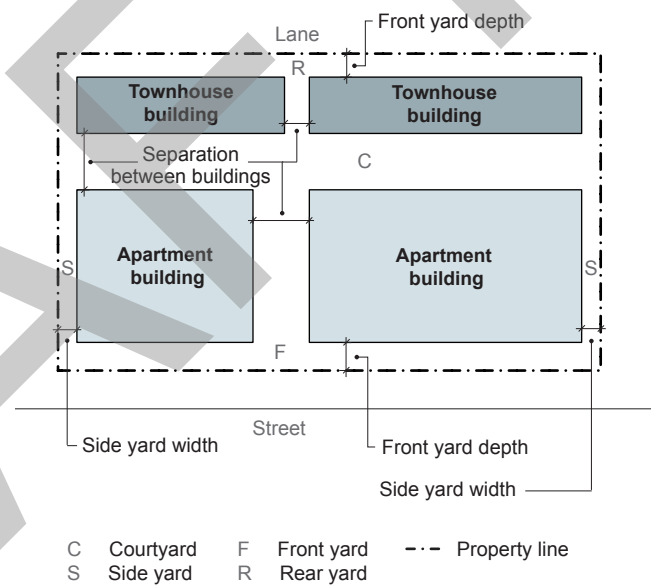 Front yard depth
Lane
R
Townhouse
building
Townhouse
building
Separation
between buildings
C
Apartment
building
Apartment
building
S
S
F
Street
Side yard width
Front yard depth
Side yard width
C Courtyard F Front yard Property line
S Side yard R Rear yard